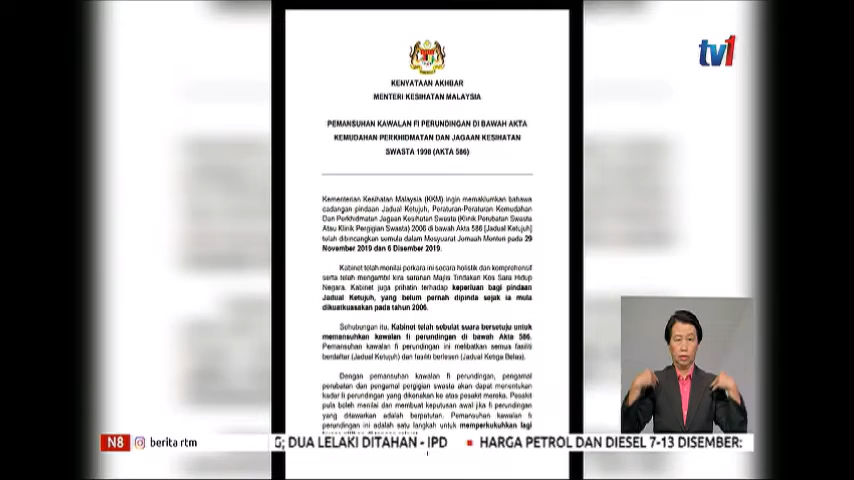 tv1
KENYATAAN AKHBAR
MENTERI KESIHATAN MALAYSIA
PEMANSUHAN KAWALAN FI PERUNDINGAN DI BAWAH AKTA
KEMUDAHAN PERKHIDMATAN DAN JAGAAN KESIHATAN
SWASTA 1998 (AKTA 586)
Kementerian Kesihatan Malaysia (KKM) ingin memaklumkan bahawa
cadangan pindaan Jadual Ketujuh, Peraturan-Peraturan Kemudahan
Dan Perkhidmatan Jagaan Kesihatan Swasta (Klinik Perubatan Swasta
Atau Klinik Pergigian Swasta) 2006 di bawah Akta 586 [Jadual Ketujuh]
telah dibincangkan semula dalam Mesyuarat Jemaah Menteri pada 29
November 2019 dan 6 Disember 2019.
Kabinet telah menilai perkara ini secara holistik dan komprehensif
serta telah mengambil kira saranan Majlis Tindakan Kos Sara Hidup
Negara. Kabinet juga prihatin terhadap keperluan bagi pindaan
Jadual Ketujuh, yang belum pernah dipinda sejak ia mula
dikuatkuasakan pada tahun 2006.
Sehubungan itu, Kabinet telah sebulat suara bersetuju untuk
memansuhkan kawalan fi perundingan di bawah Akta 586.
Pemansuhan kawalan fi perundingan ini melibatkan semua fasiliti
berdaftar (Jadual Ketujuh) dan fasiliti berlesen (Jadual Ketiga Belas).
Dengan pemansuhan kawalan fi perundingan, pengamal
perubatan dan pengamal pergigian swasta akan dapat menentukan
kadar fi perundingan yang dikenakan ke atas pesakit mereka. Pesakit
pula boleh menilai dan membuat keputusan awal jika fi perundingan
yang ditawarkan adalah berpatutan. Pemansuhan kawalan fi
perundingan ini adalah satu langkah untuk memperkukuhkan lagi
N8 berita rtm G; DUA LELAKI DITAHAN - IPD ▪ HARGA PETROL DAN DIESEL 7-13 DISEMBER: